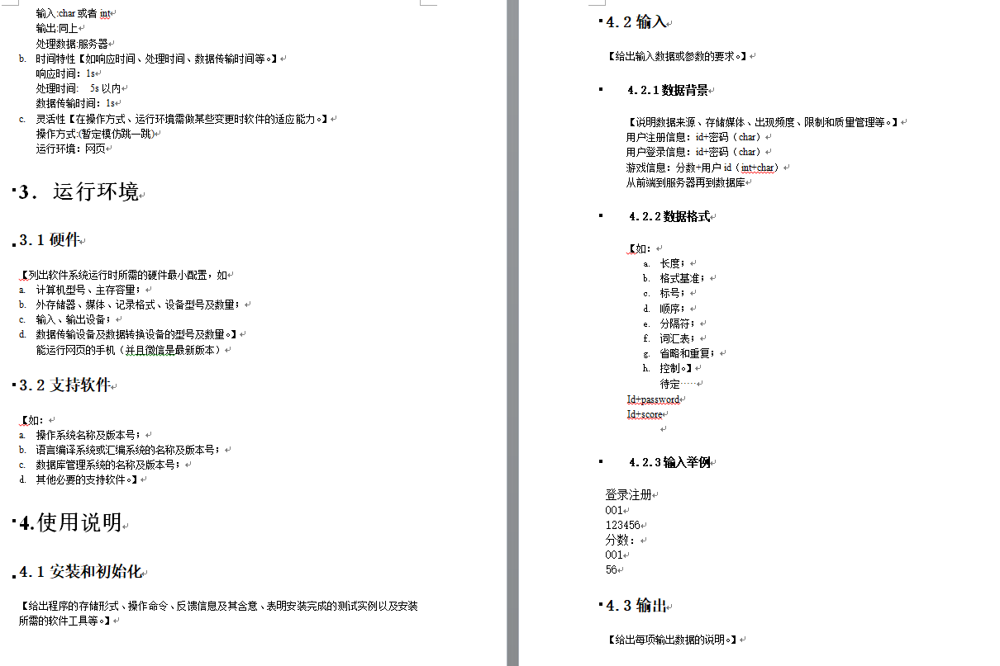 输入:char 或者 int
输出:同上
处理数据:服务器
b. 时间特性【如响应时间、处理时间、数据传输时间等。】
响应时间：1s
处理时间: 5s 以内
数据传输时间：1s
c. 灵活性【在操作方式、运行环境需做某些变更时软件的适应能力。】
操作方式:(暂定模仿跳一跳)
运行环境：网页
3. 运行环境
3.1 硬件
【列出软件系统运行时所需的硬件最小配置，如
a. 计算机型号、主存容量；
b. 外存储器、媒体、记录格式、设备型号及数量；
c. 输入、输出设备；
d. 数据传输设备及数据转换设备的型号及数量。】
能运行网页的手机（并且微信是最新版本）
3.2 支持软件
【如：
a. 操作系统名称及版本号；
b. 语言编译系统或汇编系统的名称及版本号；
c. 数据库管理系统的名称及版本号；
d. 其他必要的支持软件。】
4.使用说明
4.1 安装和初始化
【给出程序的存储形式、操作命令、反馈信息及其含意、表明安装完成的测试实例以及安装
所需的软件工具等。】
4.2 输入
【给出输入数据或参数的要求。】
4.2.1 数据背景
【说明数据来源、存储媒体、出现频度、限制和质量管理等。】
用户注册信息：id+密码（char）
用户登录信息：id+密码（char）
游戏信息：分数+用户 id（int+char）
从前端到服务器再到数据库
4.2.2 数据格式
【如：
a. 长度；
b. 格式基准；
c. 标号；
d. 顺序；
e. 分隔符；
f. 词汇表；
g. 省略和重复；
h. 控制。】
待定·····
Id+password
Id+score
4.2.3 输入举例
登录注册
001
123456
分数：
001
56
4.3 输出
【给出每项输出数据的说明。】